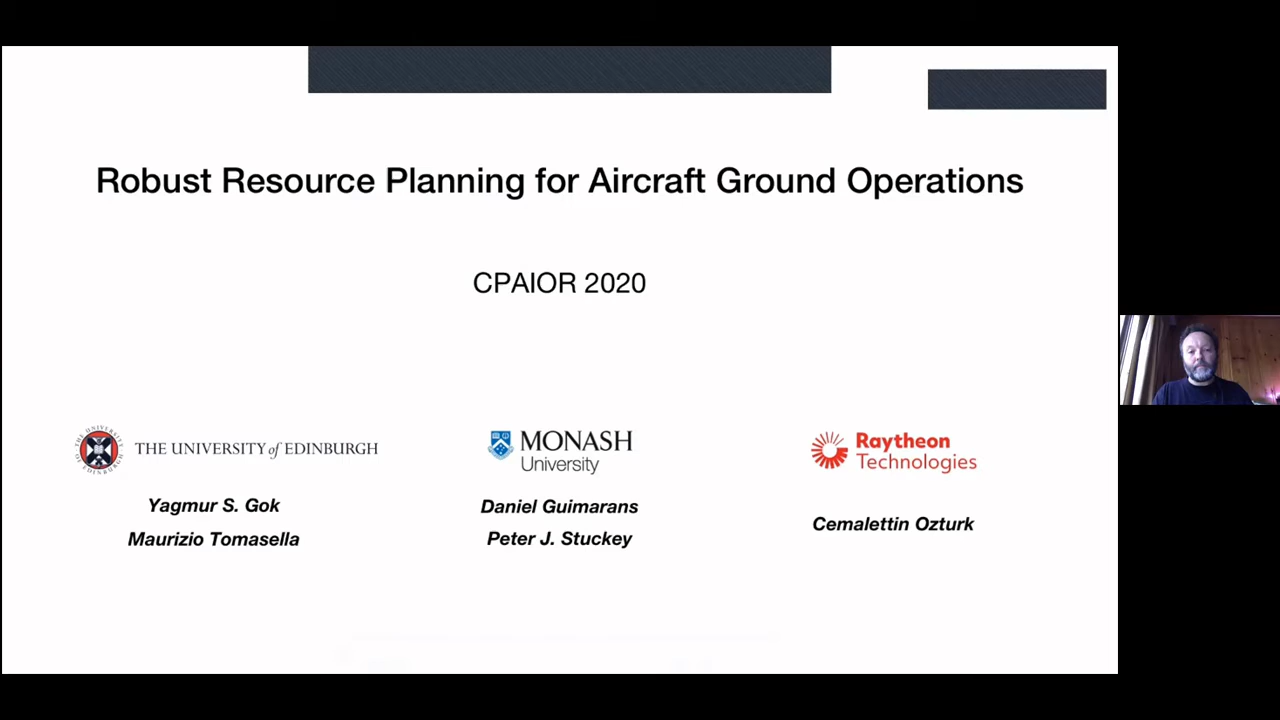 Robust Resource Planning for Aircraft Ground Operations
CPAIOR 2020
THE UNIVERSITY of EDINBURGH
Yagmur S. Gok
Maurizio Tomasella
MONASH
University
Daniel Guimarans
Peter J. Stuckey
Raytheon
Technologies
Cemalettin Ozturk